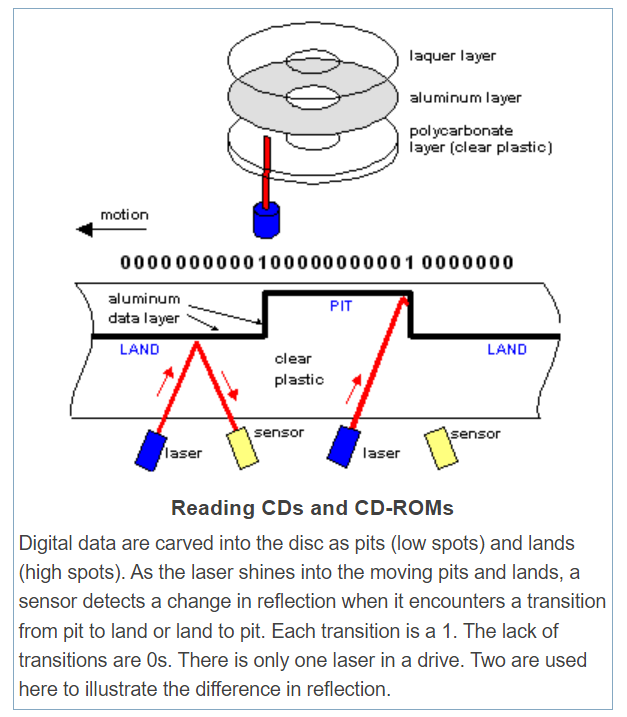 laquer layer
aluminum layer
polycarbonate
layer (clear plastic)
motion
00000000001000000000001 0000000
aluminum
data layer
PIT
LAND
LAND
clear
plastic
laser
sensor
laser
sensor
Reading CDs and CD-ROMs
Digital data are carved into the disc as pits (low spots) and lands
(high spots). As the laser shines into the moving pits and lands, a
sensor detects a change in reflection when it encounters a transition
from pit to land or land to pit. Each transition is a 1. The lack of
transitions are 0s. There is only one laser in a drive. Two are used
here to illustrate the difference in reflection.